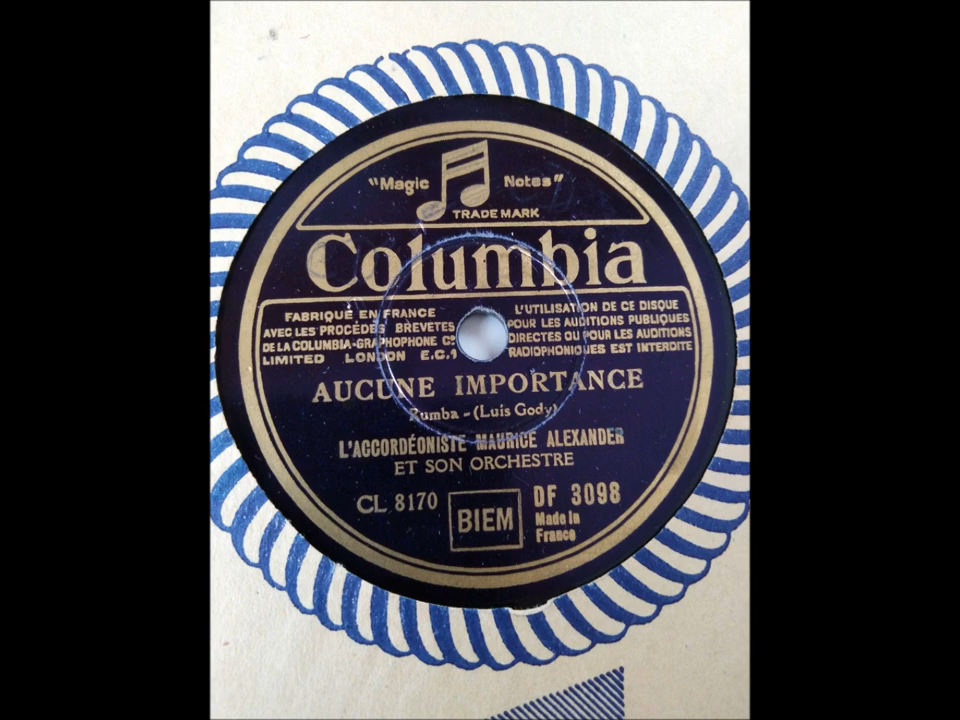 "Magic Notes"
TRADE MARK
Columbia
FABRIQUÉ EN FRANCE
AVEC LES PROCÉDÉS BREVETES
DE LA COLUMBIA-GRAPHOPHONE Cº
LIMITED LONDON E.C.1
L'UTILISATION DE CE DISQUE
POUR LES AUDITIONS PUBLIQUES
DIRECTES OU POUR LES AUDITIONS
RADIOPHONIQUES EST INTERDITE
AUCUNE IMPORTANCE
Rumba - (Luis Gody)
L'ACCORDÉONISTE MAURICE ALEXANDER
ET SON ORCHESTRE
CL 8170
BIEM
DF 3098
Made in
France